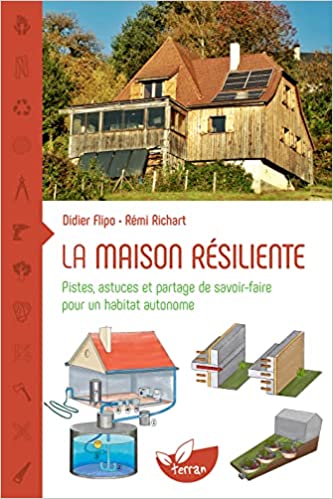 Didier Flipo • Rémi Richart
LA MAISON RÉSILIENTE
Pistes, astuces et partage de savoir-faire
pour un habitat autonome
terran